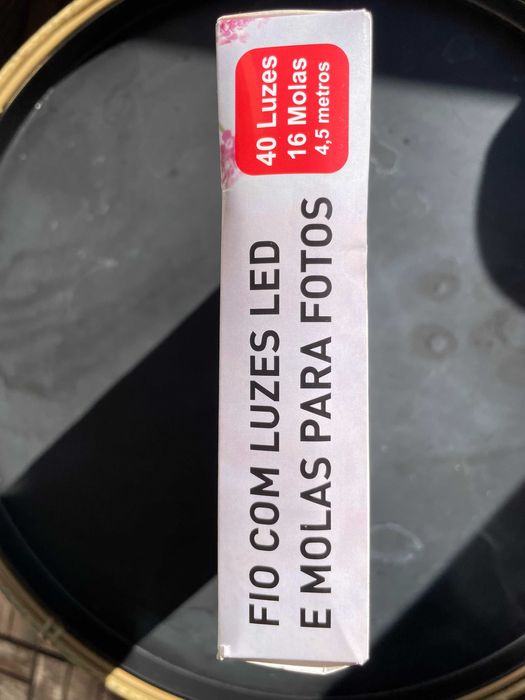 FIO COM LUZES LED
E MOLAS PARA FOTOS
40 Luzes
16 Molas
4,5 metros